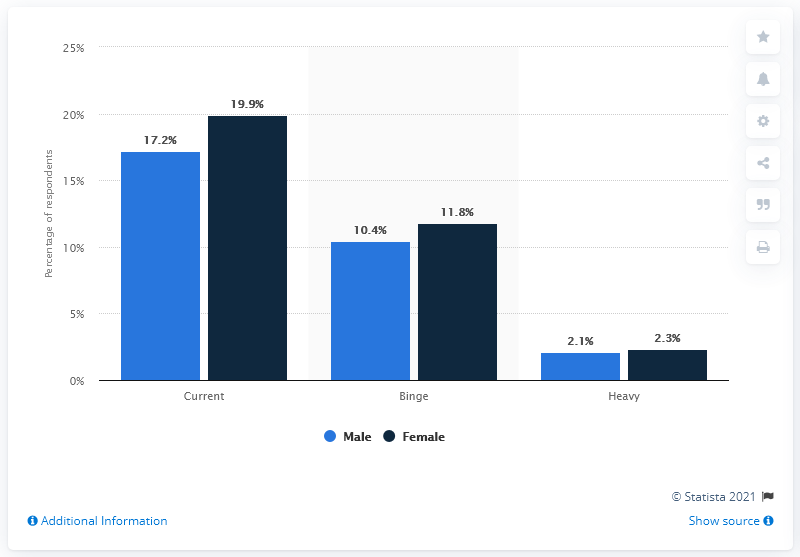 25%
20%
15%
10%
5%
0%
Percentage of respondents
17.2%
19.9%
10.4%
11.8%
2.1%
2.3%
Current
Binge
Heavy
Male Female
© Statista 2021
Additional Information
Show source